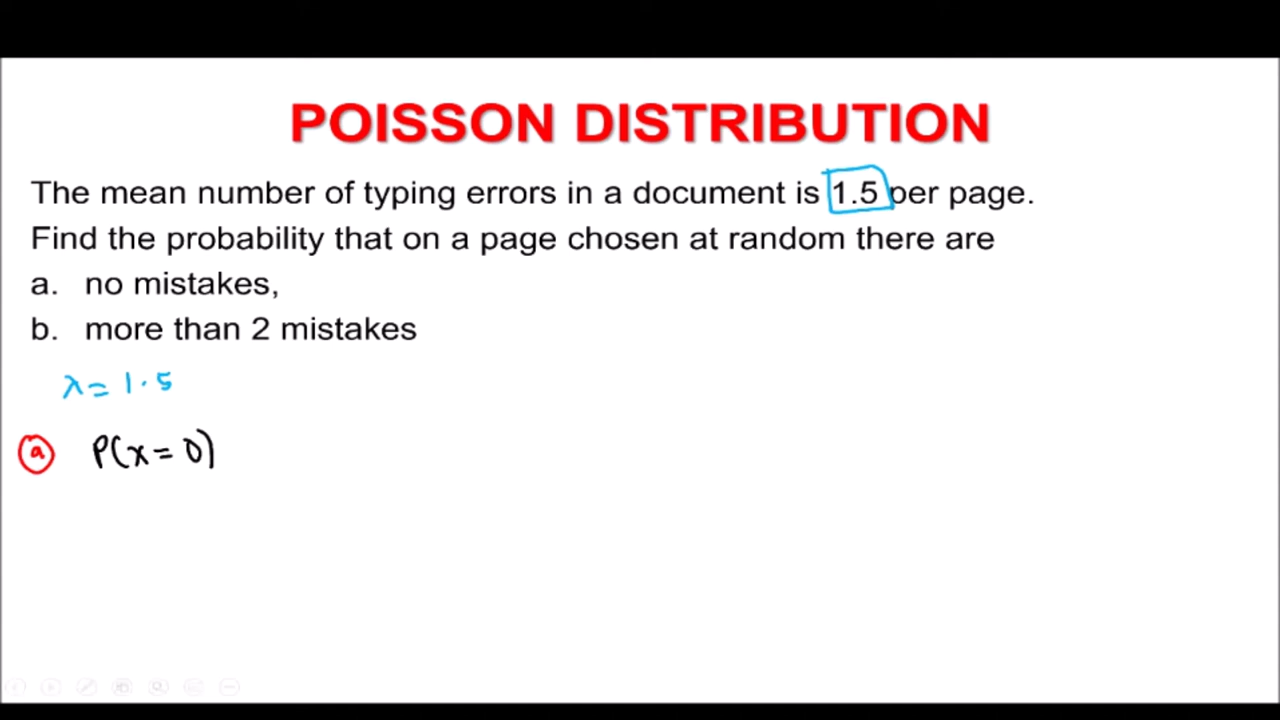 POISSON DISTRIBUTION
The mean number of typing errors in a document is 1.5 per page.
Find the probability that on a page chosen at random there are
a. no mistakes,
b. more than 2 mistakes
λ = 1.5
a P(x = 0)